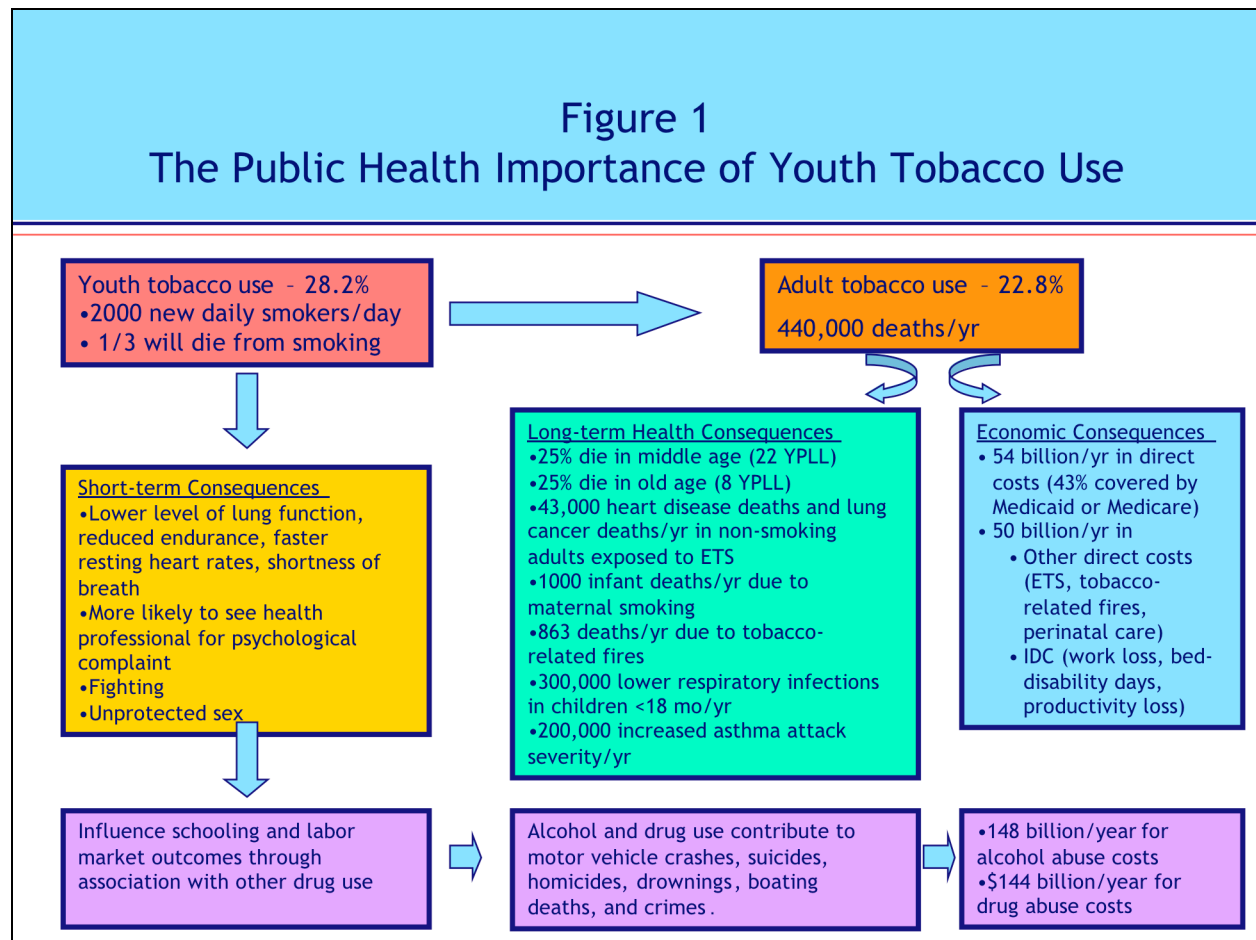 Figure 1
The Public Health Importance of Youth Tobacco Use
Youth tobacco use – 28.2%
•2000 new daily smokers/day
• 1/3 will die from smoking
Adult tobacco use – 22.8%
440,000 deaths/yr
Short-term Consequences
•Lower level of lung function,
reduced endurance, faster
resting heart rates, shortness of
breath
•More likely to see health
professional for psychological
complaint
•Fighting
•Unprotected sex
Long-term Health Consequences
•25% die in middle age (22 YPLL)
•25% die in old age (8 YPLL)
•43,000 heart disease deaths and lung
cancer deaths/yr in non-smoking
adults exposed to ETS
•1000 infant deaths/yr due to
maternal smoking
•863 deaths/yr due to tobacco-
related fires
•300,000 lower respiratory infections
in children <18 mo/yr
•200,000 increased asthma attack
severity/yr
Economic Consequences
• 54 billion/yr in direct
costs (43% covered by
Medicaid or Medicare)
• 50 billion/yr in
• Other direct costs
(ETS, tobacco-
related fires,
perinatal care)
• IDC (work loss, bed-
disability days,
productivity loss)
Influence schooling and labor
market outcomes through
association with other drug use
Alcohol and drug use contribute to
motor vehicle crashes, suicides,
homicides, drownings, boating
deaths, and crimes.
•148 billion/year for
alcohol abuse costs
•$144 billion/year for
drug abuse costs